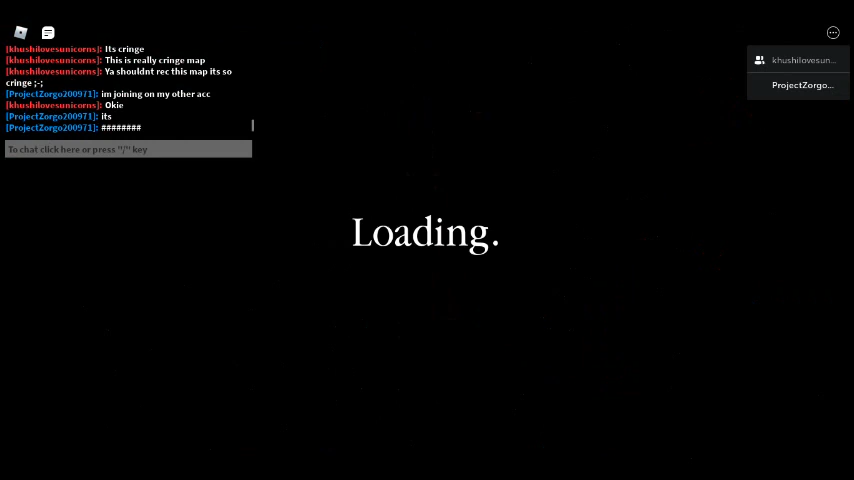 [khushilovesunicorns]: Its cringe
[khushilovesunicorns]: This is really cringe map
[khushilovesunicorns]: Ya shouldnt rec this map its so
cringe ;-;
[ProjectZorgo200971]: im joining on my other acc
[khushilovesunicorns]: Okie
[ProjectZorgo200971]: its
[ProjectZorgo200971]: ########
To chat click here or press "/" key
khushilovesun...
ProjectZorgo...
Loading.